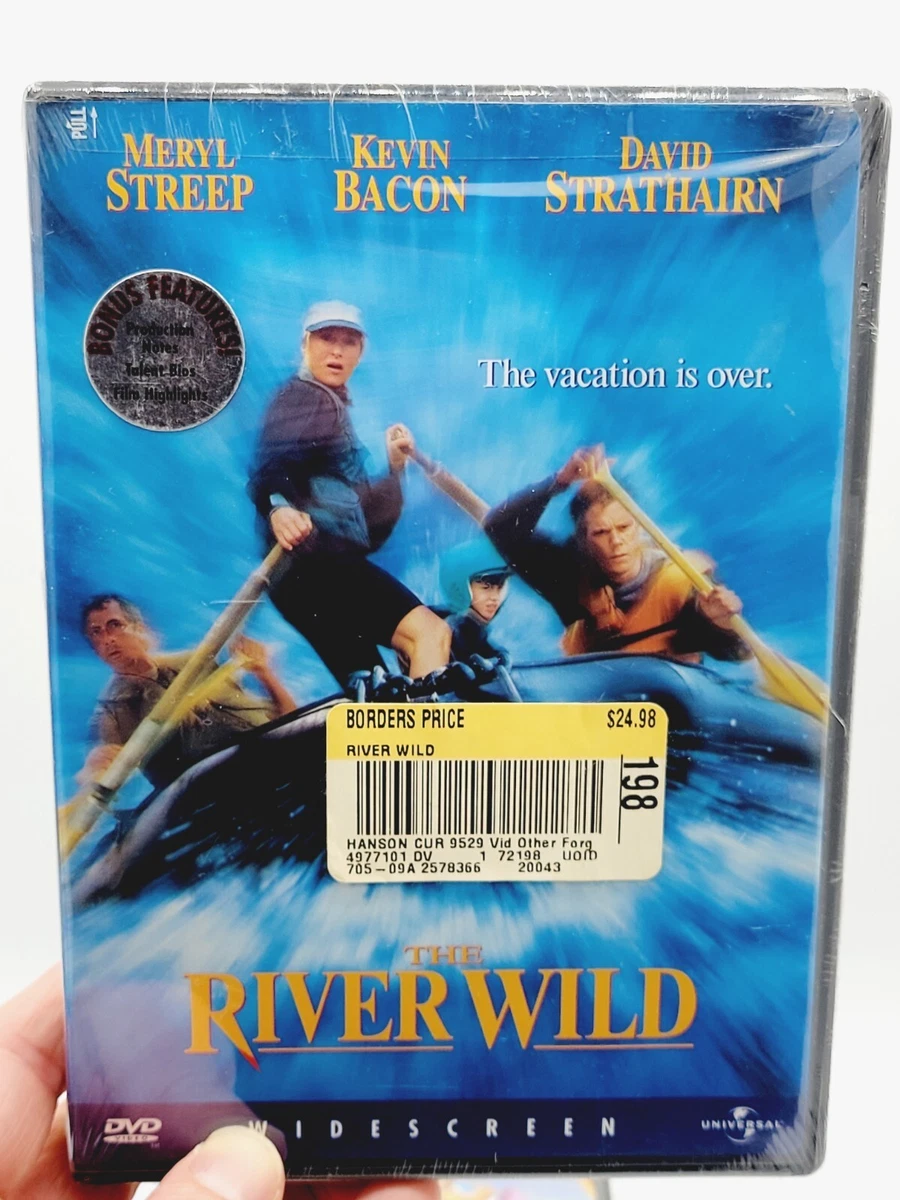 PULL
MERYL STREEP
KEVIN BACON
DAVID STRATHAIRN
BONUS FEATURES!
Production
Notes
Talent Bios
Film Highlights
The vacation is over.
BORDERS PRICE $24.98
RIVER WILD
198
HANSON CUR 9529 Vid Other Forg
4977101 DV 1 72198
705-09A 2578366 20043
THE
RIVER WILD
DVD
VIDEO
WIDESCREEN
UNIVERSAL